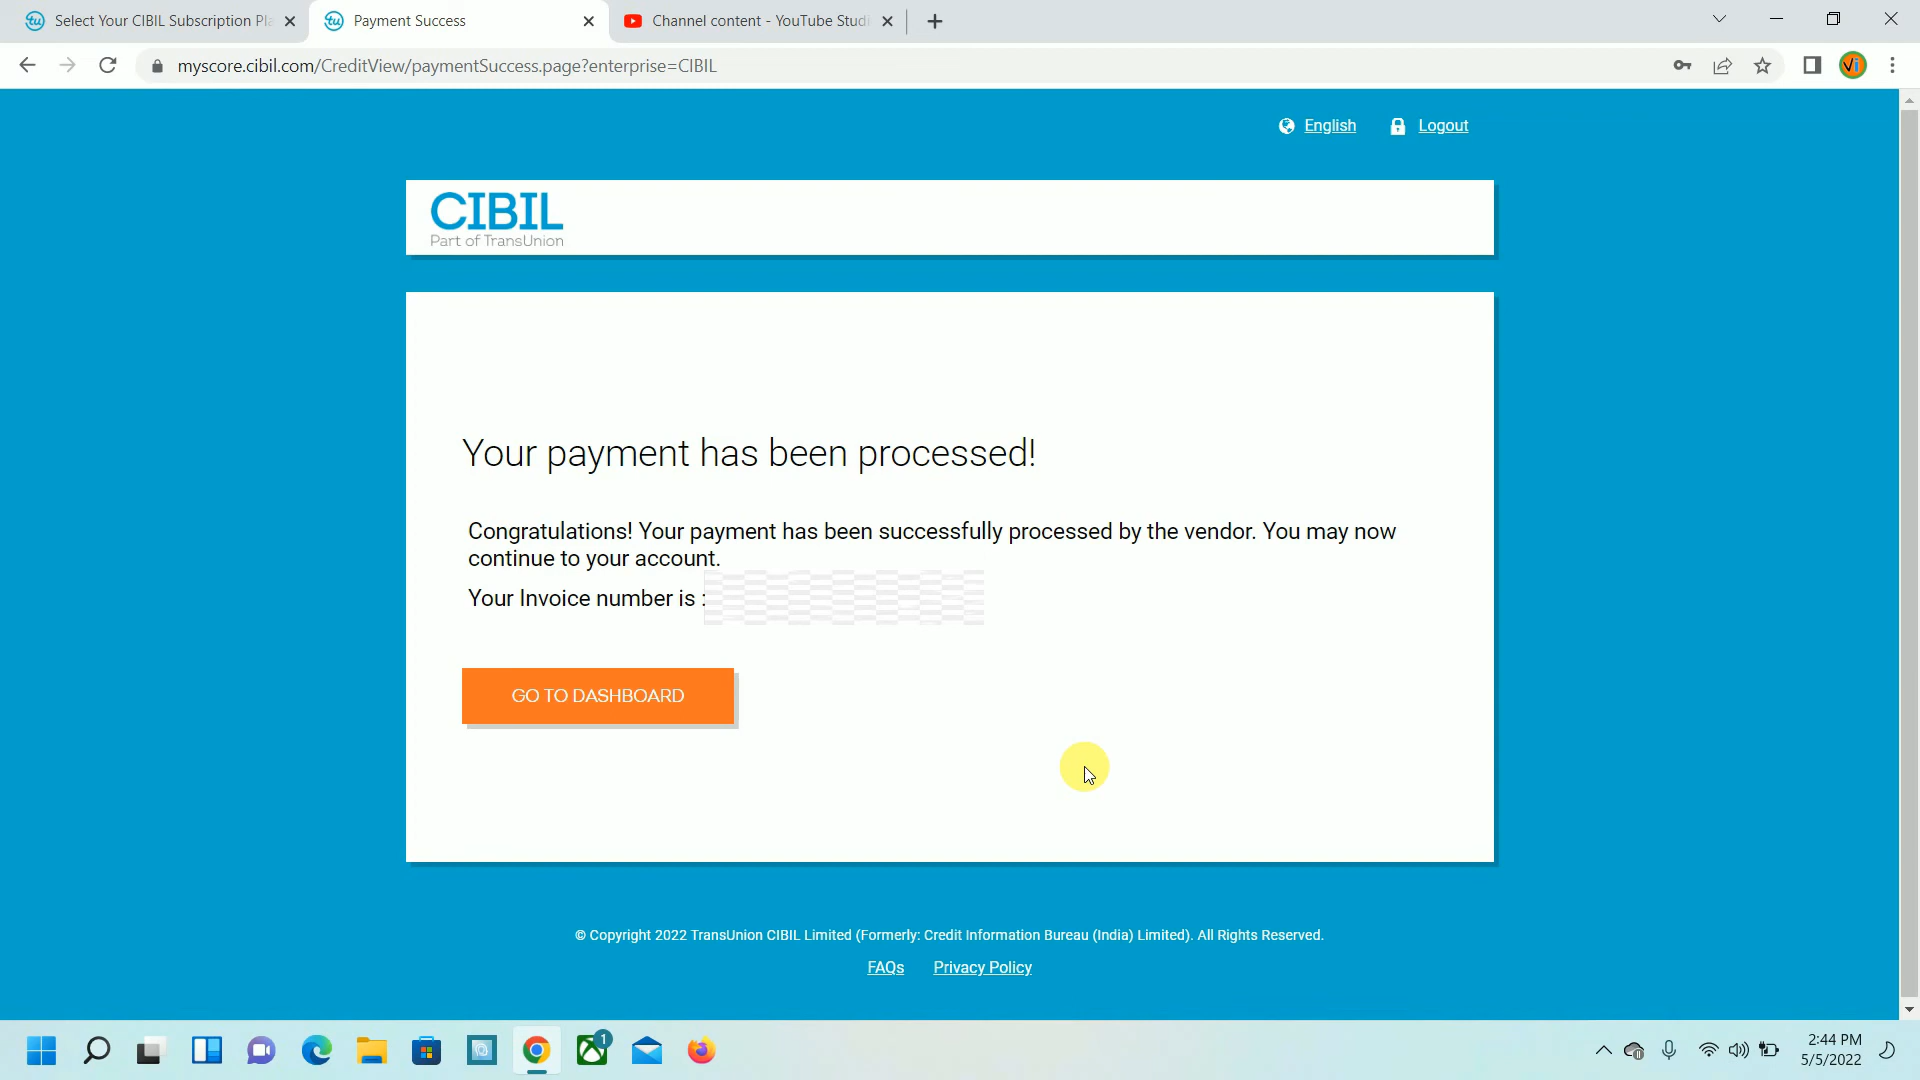 Select Your CIBIL Subscription Pla
Payment Success
Channel content - YouTube Studi
myscore.cibil.com/CreditView/paymentSuccess.page?enterprise=CIBIL
English
Logout
CIBIL
Part of TransUnion
Your payment has been processed!
Congratulations! Your payment has been successfully processed by the vendor. You may now
continue to your account.
Your Invoice number is :
GO TO DASHBOARD
© Copyright 2022 TransUnion CIBIL Limited (Formerly: Credit Information Bureau (India) Limited). All Rights Reserved.
FAQs Privacy Policy
1
2:44 PM
5/5/2022